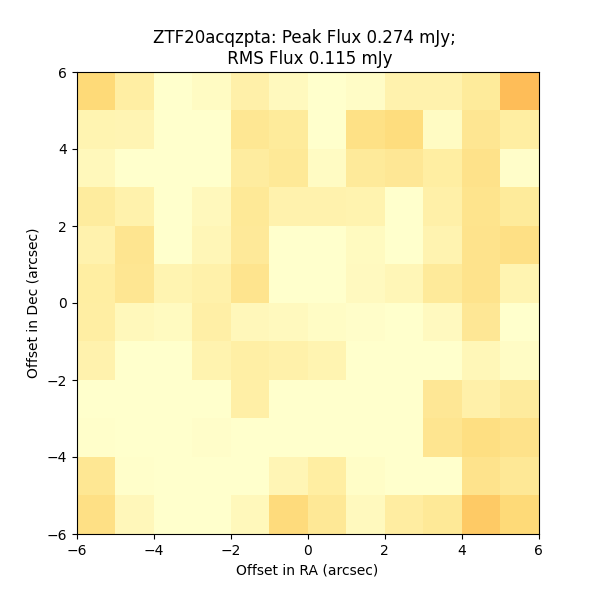 ZTF20acqzpta: Peak Flux 0.274 mJy;
RMS Flux 0.115 mJy
6
4
2
0
−2
−4
−6
Offset in Dec (arcsec)
−6 −4 −2 0 2 4 6
Offset in RA (arcsec)